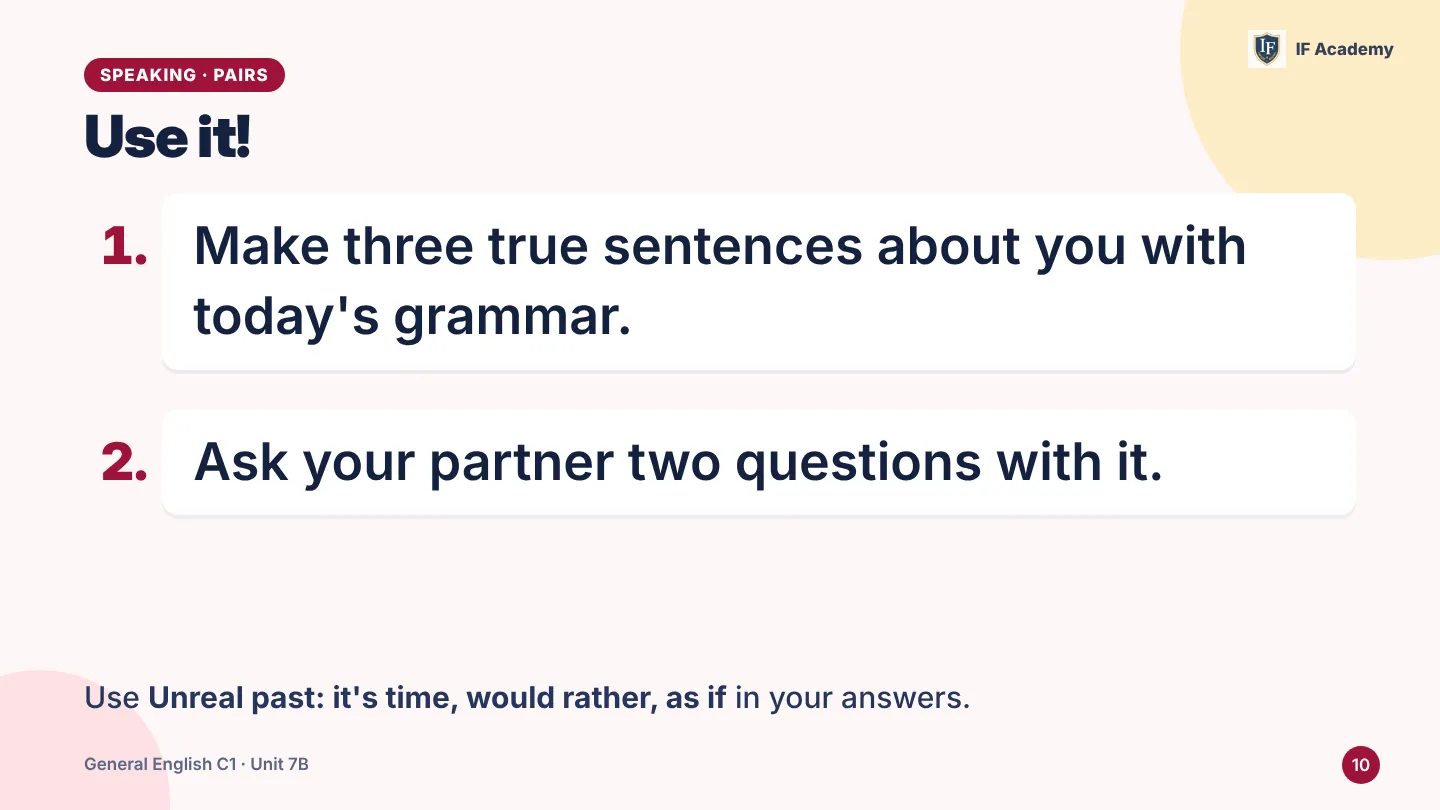 IF IF Academy
SPEAKING · PAIRS
Use it!
1. Make three true sentences about you with
today's grammar.
2. Ask your partner two questions with it.
Use Unreal past: it's time, would rather, as if in your answers.
General English C1 · Unit 7B
10